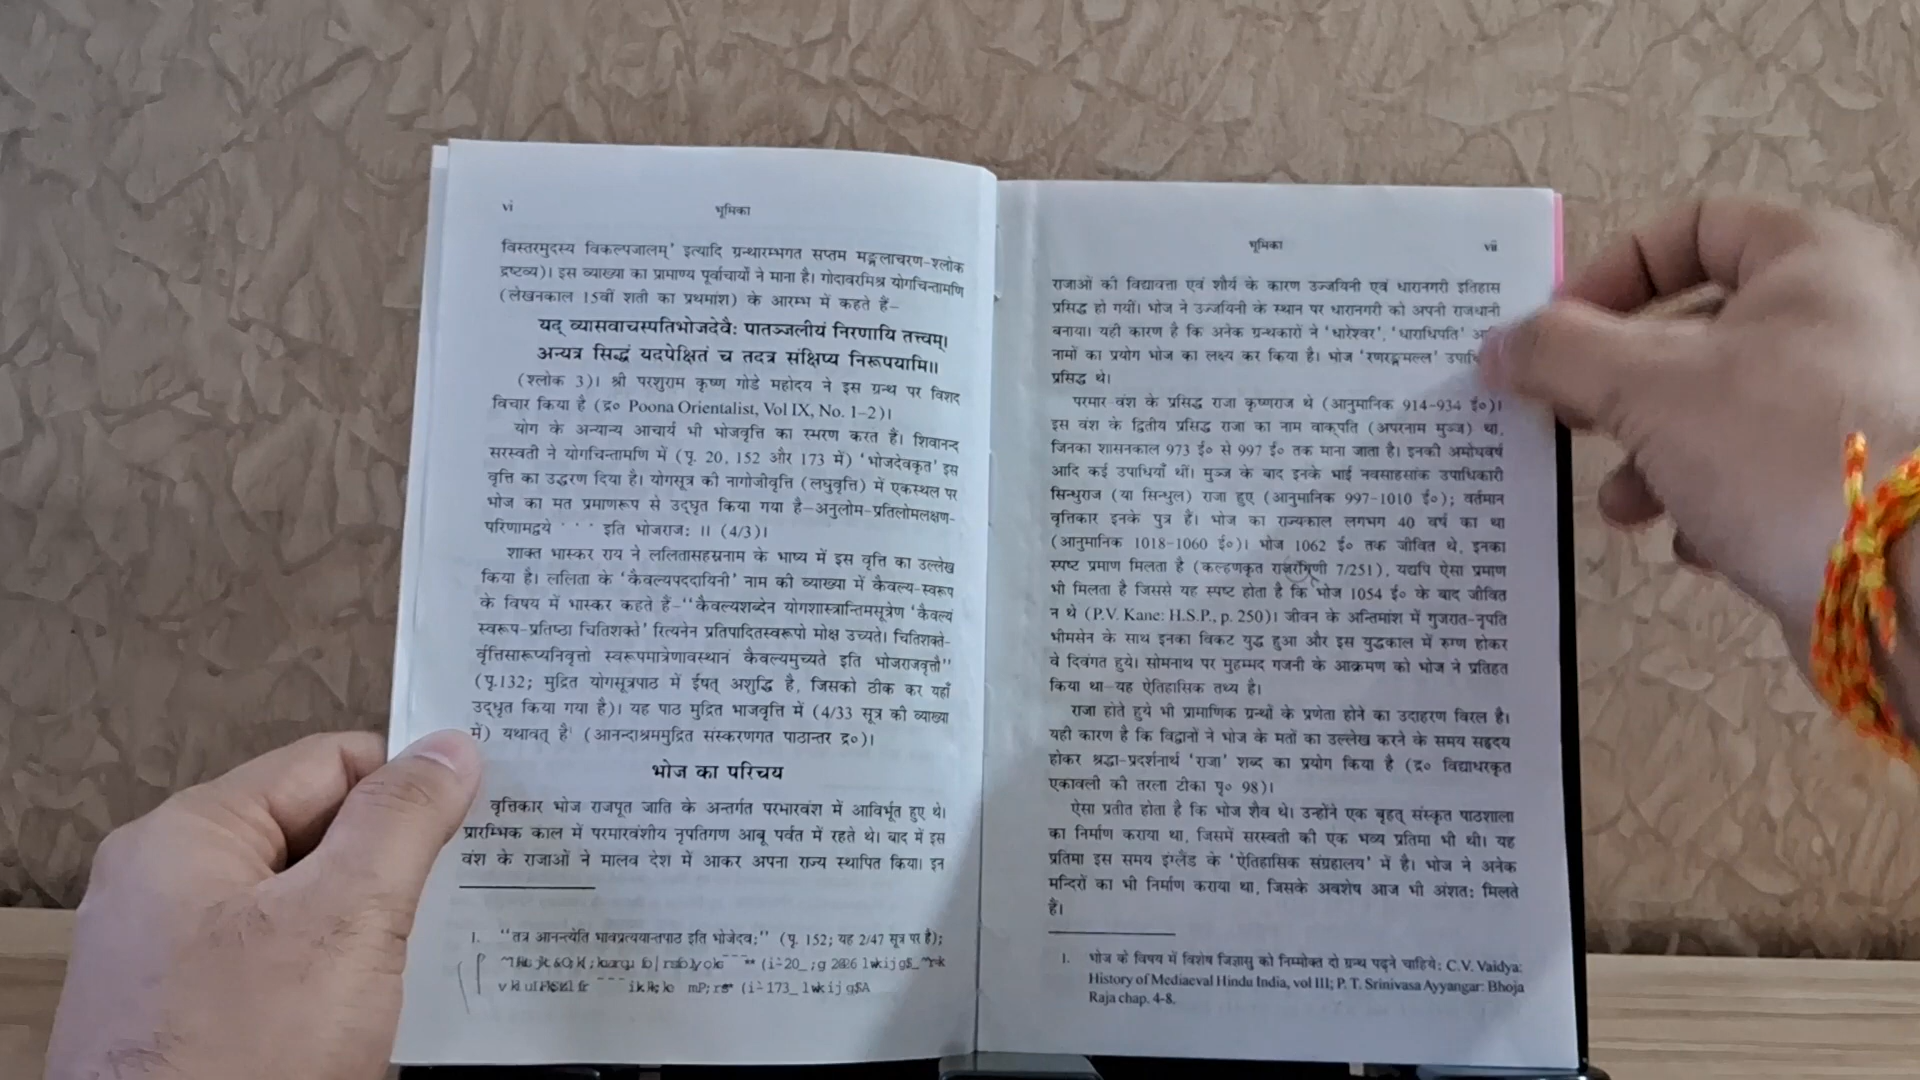 vi
भूमिका
विस्तरमुदस्य विकल्पजालम्' इत्यादि ग्रन्थारम्भगत सप्तम मङ्गलाचरण-श्लोक
द्रष्टव्य)। इस व्याख्या का प्रामाण्य पूर्वाचार्यों ने माना है। गोदावरमिश्र योगचिन्तामणि
(लेखनकाल 15वीं शती का प्रथमांश) के आरम्भ में कहते हैं–
यद् व्यासवाचस्पतिभोजदेवैः पातञ्जलीयं निरणायि तत्त्वम्।
अन्यत्र सिद्धं यदपेक्षितं च तदत्र संक्षिप्य निरूपयामि॥
(श्लोक 3)। श्री परशुराम कृष्ण गोडे महोदय ने इस ग्रन्थ पर विशद
विचार किया है (द्र० Poona Orientalist, Vol IX, No. 1–2)।
योग के अन्यान्य आचार्य भी भोजवृत्ति का स्मरण करत हैं। शिवानन्द
सरस्वती ने योगचिन्तामणि में (पृ. 20, 152 और 173 में) 'भोजदेवकृत' इस
वृत्ति का उद्धरण दिया है। योगसूत्र की नागोजीवृत्ति (लघुवृत्ति) में एकस्थल पर
भोज का मत प्रमाणरूप से उद्धृत किया गया है–अनुलोम-प्रतिलोमलक्षण-
परिणामद्वये · · · इति भोजराजः ।। (4/3)।
शाक्त भास्कर राय ने ललितासहस्रनाम के भाष्य में इस वृत्ति का उल्लेख
किया है। ललिता के 'कैवल्यपददायिनी' नाम की व्याख्या में कैवल्य-स्वरूप
के विषय में भास्कर कहते हैं–"कैवल्यशब्देन योगशास्त्रान्तिमसूत्रेण 'कैवल्यं
स्वरूप-प्रतिष्ठा चितिशक्ते' रित्यनेन प्रतिपादितस्वरूपो मोक्ष उच्यते। चितिशक्ते-
र्वृत्तिसारूप्यनिवृत्तो स्वरूपमात्रेणावस्थानं कैवल्यमुच्यते इति भोजराजवृत्तौ"
(पृ.132; मुद्रित योगसूत्रपाठ में ईषत् अशुद्धि है, जिसको ठीक कर यहाँ
उद्धृत किया गया है)। यह पाठ मुद्रित भाजवृत्ति में (4/33 सूत्र की व्याख्या
में) यथावत् है¹ (आनन्दाश्रममुद्रित संस्करणगत पाठान्तर द्र०)।
भोज का परिचय
वृत्तिकार भोज राजपूत जाति के अन्तर्गत परमारवंश में आविर्भूत हुए थे।
प्रारम्भिक काल में परमारवंशीय नृपतिगण आबू पर्वत में रहते थे। बाद में इस
वंश के राजाओं ने मालव देश में आकर अपना राज्य स्थापित किया। इन
1. "तत्र आनन्त्येति भावप्रत्ययान्तपाठ इति भोजेदवः" (पृ. 152; यह 2/47 सूत्र पर है);
भूमिका
vii
राजाओं की विद्यावत्ता एवं शौर्य के कारण उज्जयिनी एवं धारानगरी इतिहास
प्रसिद्ध हो गयीं। भोज ने उज्जयिनी के स्थान पर धारानगरी को अपनी राजधानी
बनाया। यही कारण है कि अनेक ग्रन्थकारों ने 'धारेश्वर', 'धाराधिपति'
नामों का प्रयोग भोज का लक्ष्य कर किया है। भोज 'रणरङ्गमल्ल'
प्रसिद्ध थे।
परमार वंश के प्रसिद्ध राजा कृष्णराज थे (आनुमानिक 914-934 ई०)।
इस वंश के द्वितीय प्रसिद्ध राजा का नाम वाक्पति (अपरनाम मुञ्ज) था,
जिनका शासनकाल 973 ई० से 997 ई० तक माना जाता है। इनकी अमोघवर्ष
आदि कई उपाधियाँ थीं। मुञ्ज के बाद इनके भाई नवसाहसांक उपाधिकारी
सिन्धुराज (या सिन्धुल) राजा हुए (आनुमानिक 997-1010 ई०); वर्तमान
वृत्तिकार इनके पुत्र हैं। भोज का राज्यकाल लगभग 40 वर्ष का था
(आनुमानिक 1018-1060 ई०)। भोज 1062 ई० तक जीवित थे, इनका
स्पष्ट प्रमाण मिलता है (कल्हणकृत 7/251), यद्यपि ऐसा प्रमाण
भी मिलता है जिससे यह स्पष्ट होता है कि भोज 1054 ई० के बाद जीवित
न थे (P.V. Kane: H.S.P., p. 250)। जीवन के अन्तिमांश में गुजरात-नृपति
भीमसेन के साथ इनका विकट युद्ध हुआ और इस युद्धकाल में रुग्ण होकर
वे दिवंगत हुये। सोमनाथ पर मुहम्मद गजनी के आक्रमण को भोज ने प्रतिहत
किया था–यह ऐतिहासिक तथ्य है।
राजा होते हुये भी प्रामाणिक ग्रन्थों के प्रणेता होने का उदाहरण विरल है।
यही कारण है कि विद्वानों ने भोज के मतों का उल्लेख करने के समय सहृदय
होकर श्रद्धा-प्रदर्शनार्थ 'राजा' शब्द का प्रयोग किया है (द्र० विद्याधरकृत
एकावली की तरला टीका पृ० 98)।
ऐसा प्रतीत होता है कि भोज शैव थे। उन्होंने एक बृहत् संस्कृत पाठशाला
का निर्माण कराया था, जिसमें सरस्वती की एक भव्य प्रतिमा भी थी। यह
प्रतिमा इस समय इंग्लैंड के 'ऐतिहासिक संग्रहालय' में है। भोज ने अनेक
मन्दिरों का भी निर्माण कराया था, जिसके अवशेष आज भी अंशतः मिलते
हैं।
1. भोज के विषय में विशेष जिज्ञासु को निम्मोक्त दो ग्रन्थ पढ़ने चाहिये: C.V. Vaidya:
History of Mediaeval Hindu India, vol III; P. T. Srinivasa Ayyangar: Bhoja
Raja chap. 4-8.